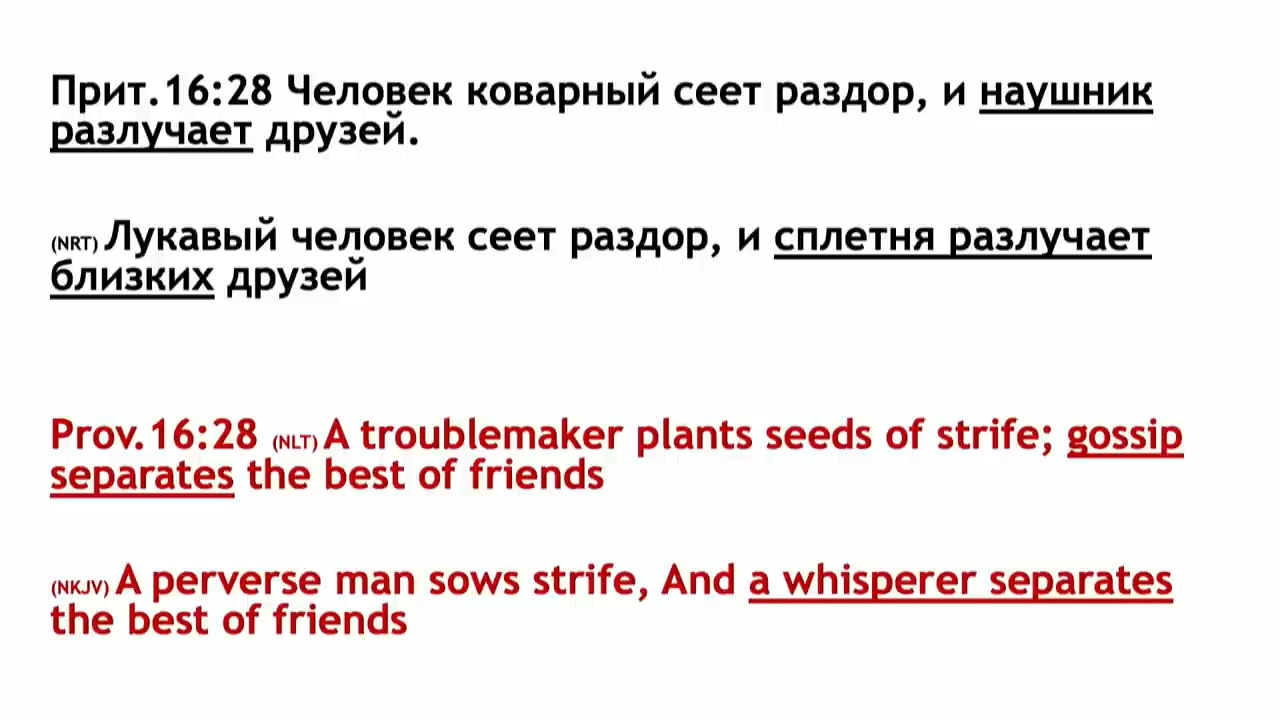 Прит.16:28 Человек коварный сеет раздор, и наушник
разлучает друзей.
(NRT) Лукавый человек сеет раздор, и сплетня разлучает
близких друзей
Prov.16:28 (NLT) A troublemaker plants seeds of strife; gossip
separates the best of friends
(NKJV) A perverse man sows strife, And a whisperer separates
the best of friends